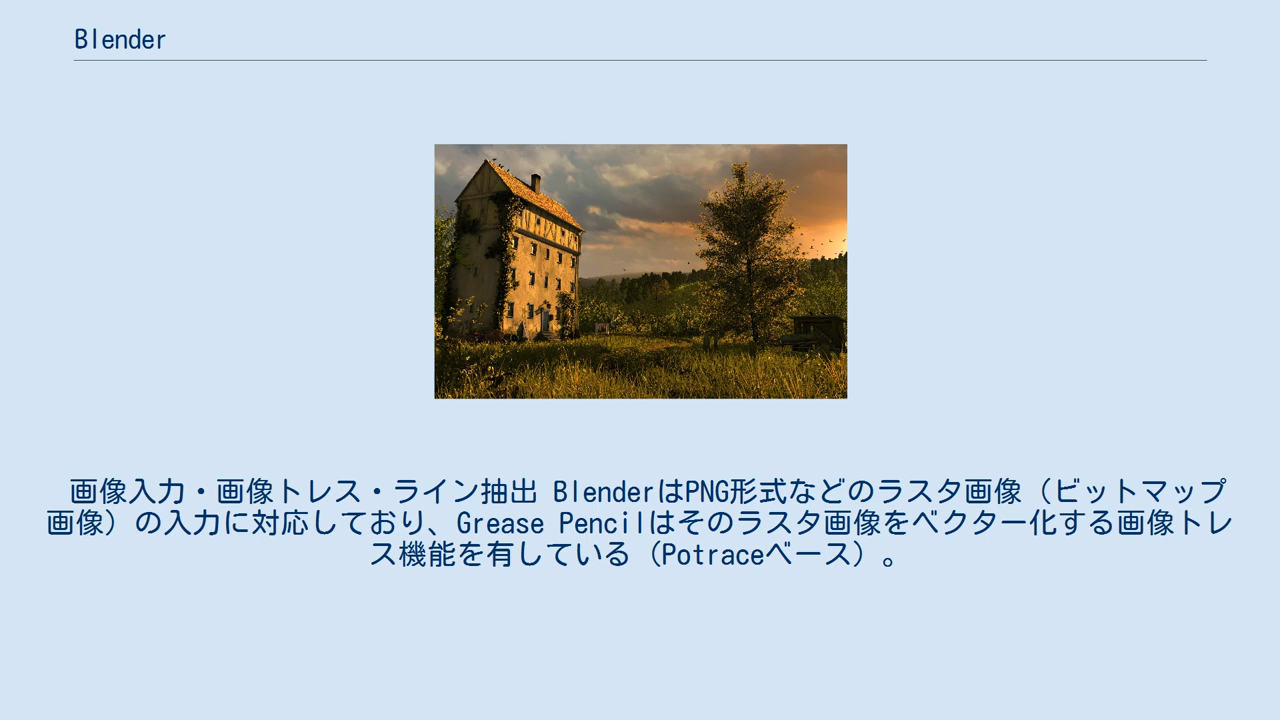 Blender
画像入力・画像トレス・ライン抽出 BlenderはPNG形式などのラスタ画像（ビットマップ
画像）の入力に対応しており、Grease Pencilはそのラスタ画像をベクター化する画像トレ
ス機能を有している（Potraceベース）。